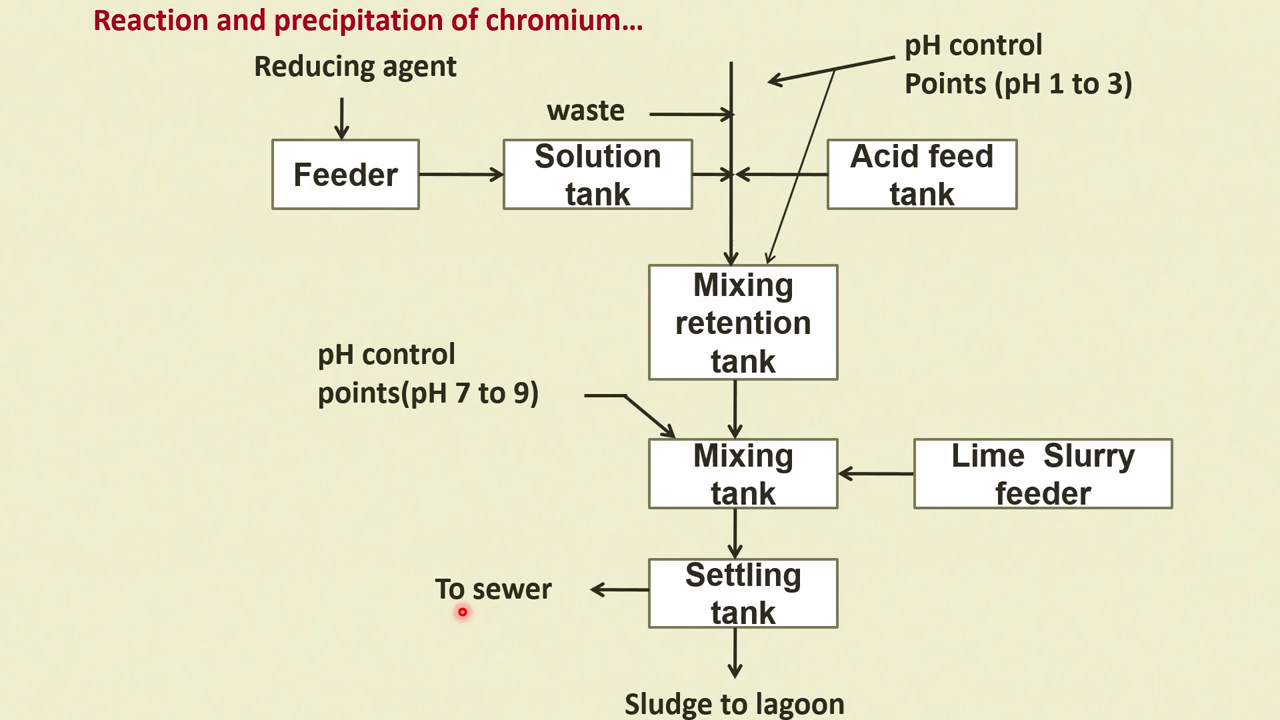 Reaction and precipitation of chromium...
Reducing agent
pH control
Points (pH 1 to 3)
waste
Feeder
Solution
tank
Acid feed
tank
Mixing
retention
tank
pH control
points(pH 7 to 9)
Mixing
tank
Lime Slurry
feeder
Settling
tank
To sewer
Sludge to lagoon